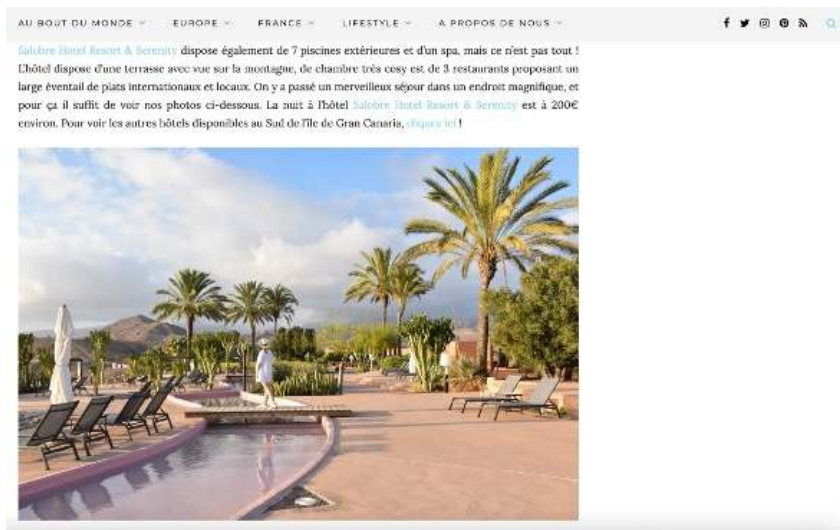 AU BOUT DU MONDE EUROPE FRANCE LIFESTYLE A PROPOS DE NOUS
Salobre Hotel Resort & Serenity dispose également de 7 piscines extérieures et d'un spa, mais ce n'est pas tout !
L'hôtel dispose d'une terrasse avec vue sur la montagne, de chambre très cosy est de 3 restaurants proposant un
large éventail de plats internationaux et locaux. On y a passé un merveilleux séjour dans un endroit magnifique, et
pour ça il suffit de voir nos photos ci-dessous. La nuit à l'hôtel Salobre Hotel Resort & Serenity est à 200€
environ. Pour voir les autres hôtels disponibles au Sud de l'île de Gran Canaria, cliquez ici !